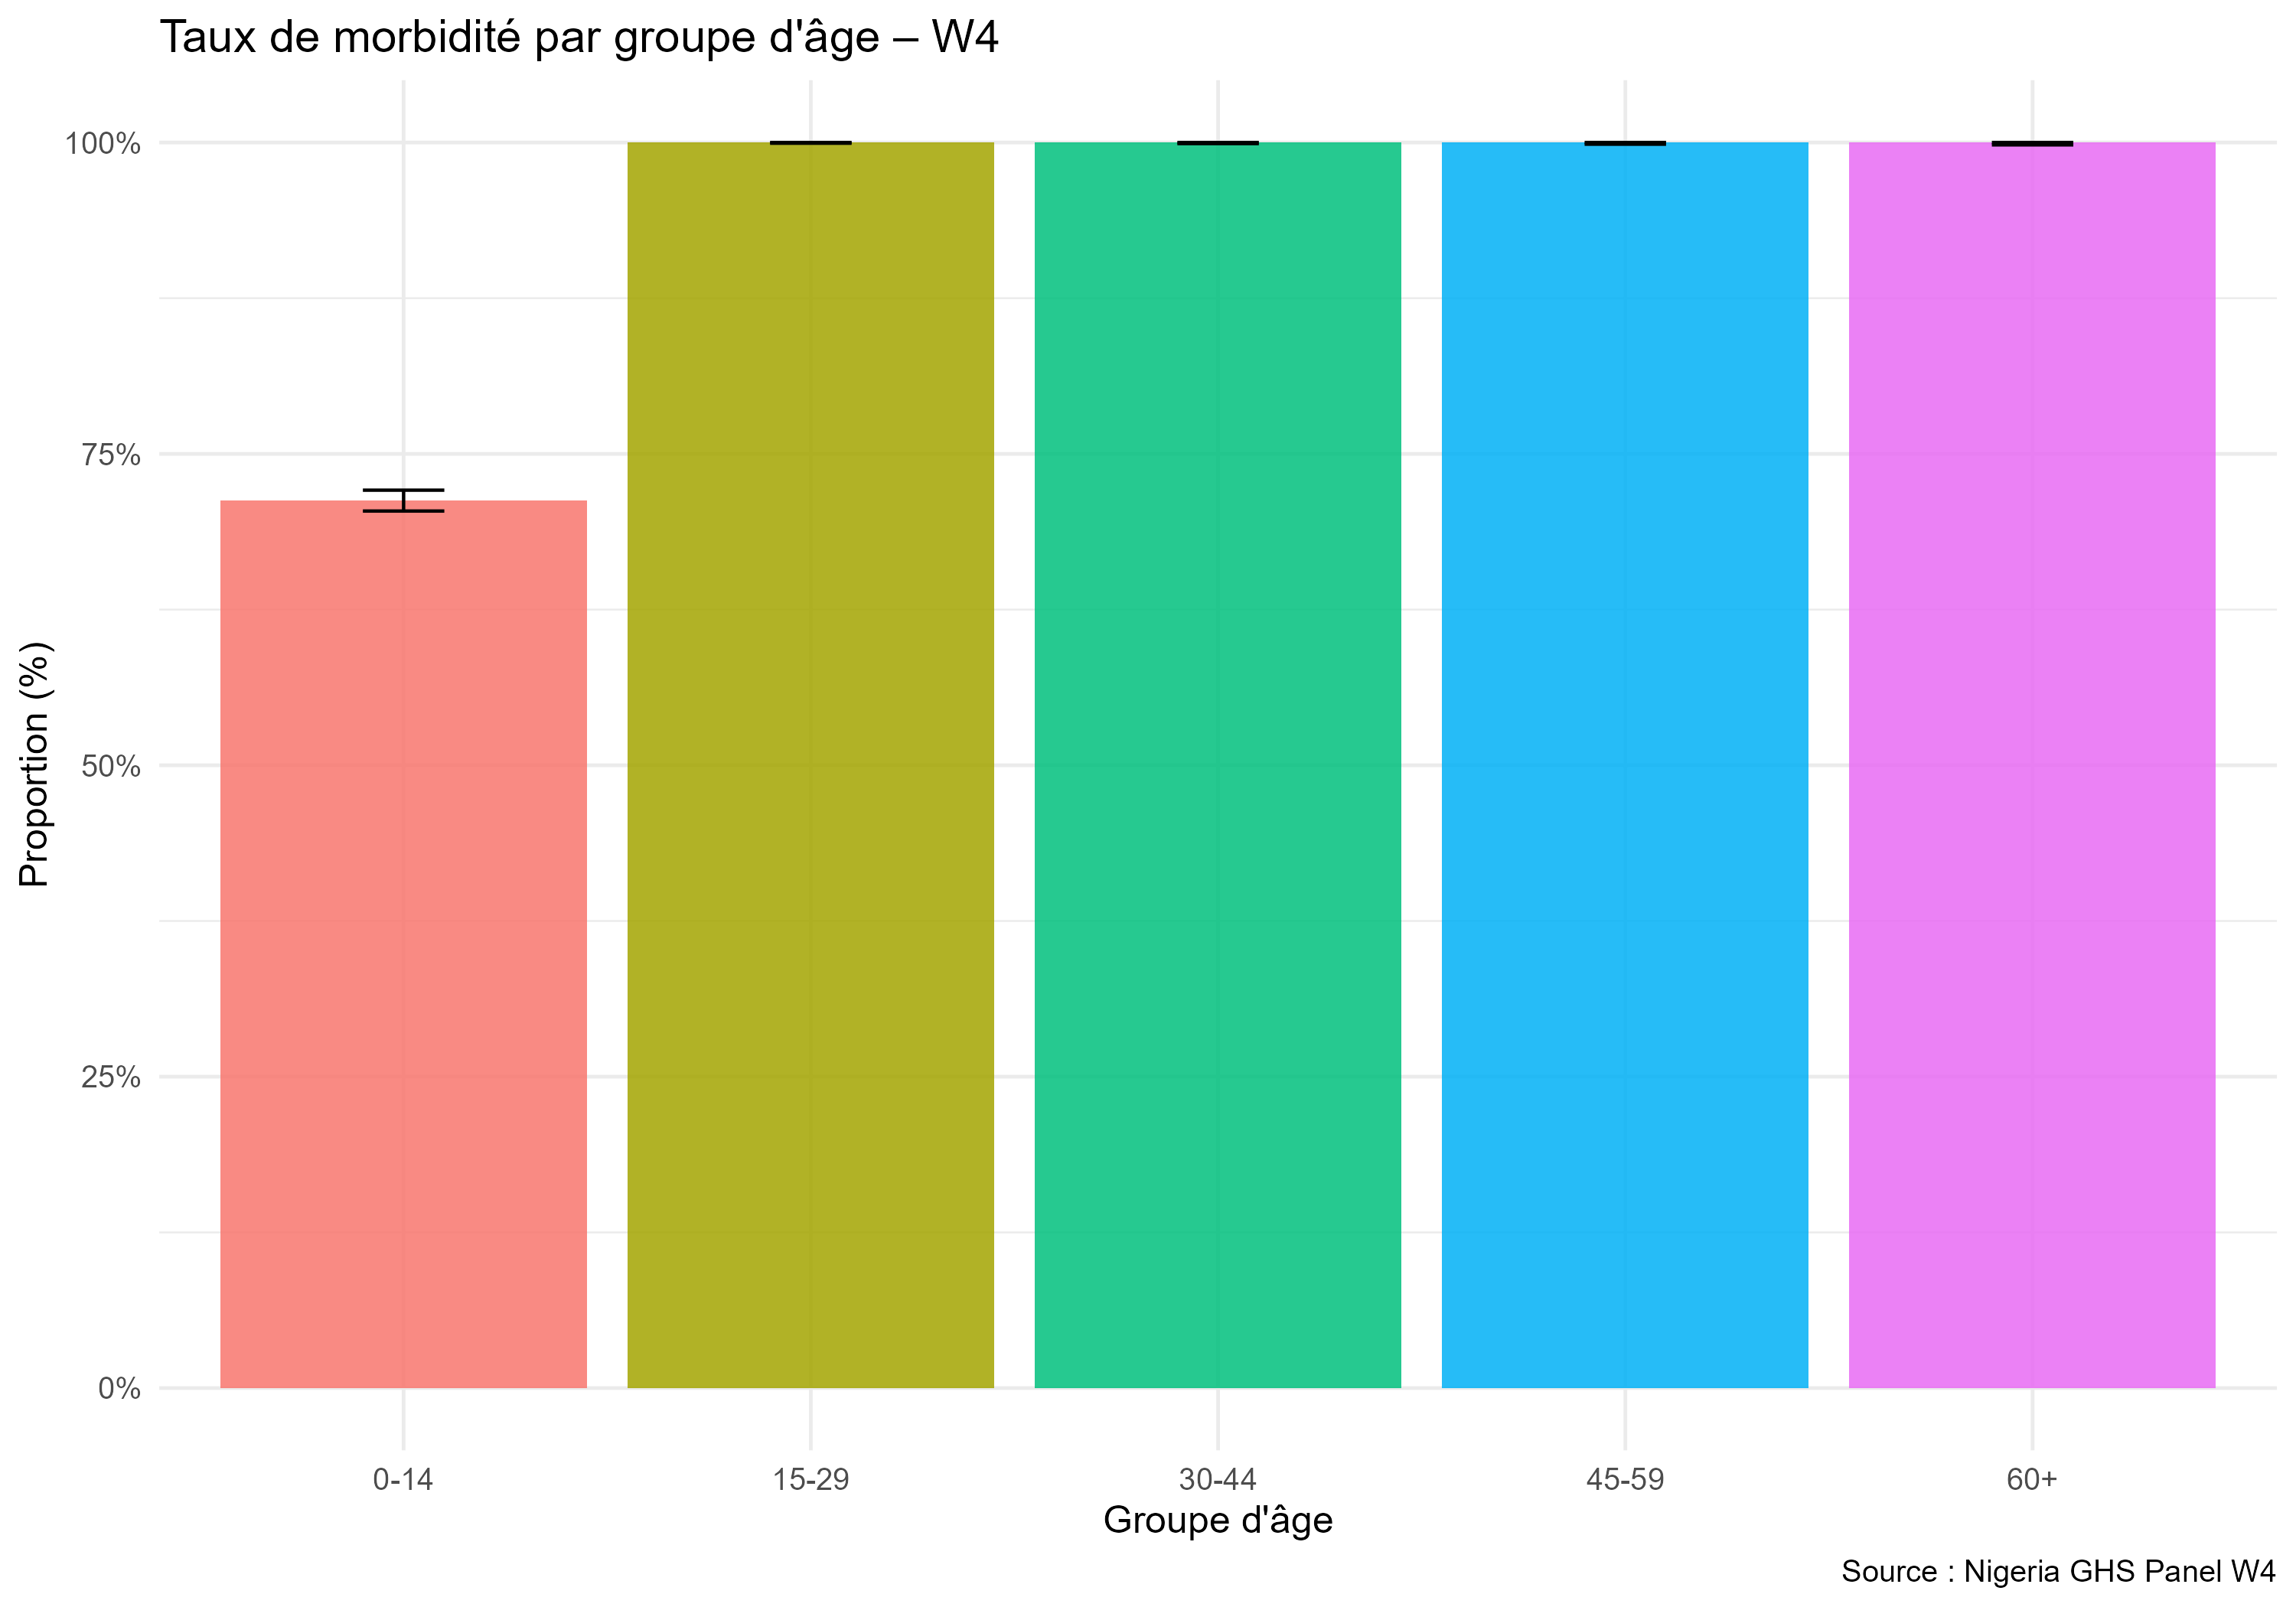 Taux de morbidité par groupe d'âge – W4
Proportion (%)
100%
75%
50%
25%
0%
0-14
15-29
30-44
45-59
60+
Groupe d'âge
Source : Nigeria GHS Panel W4